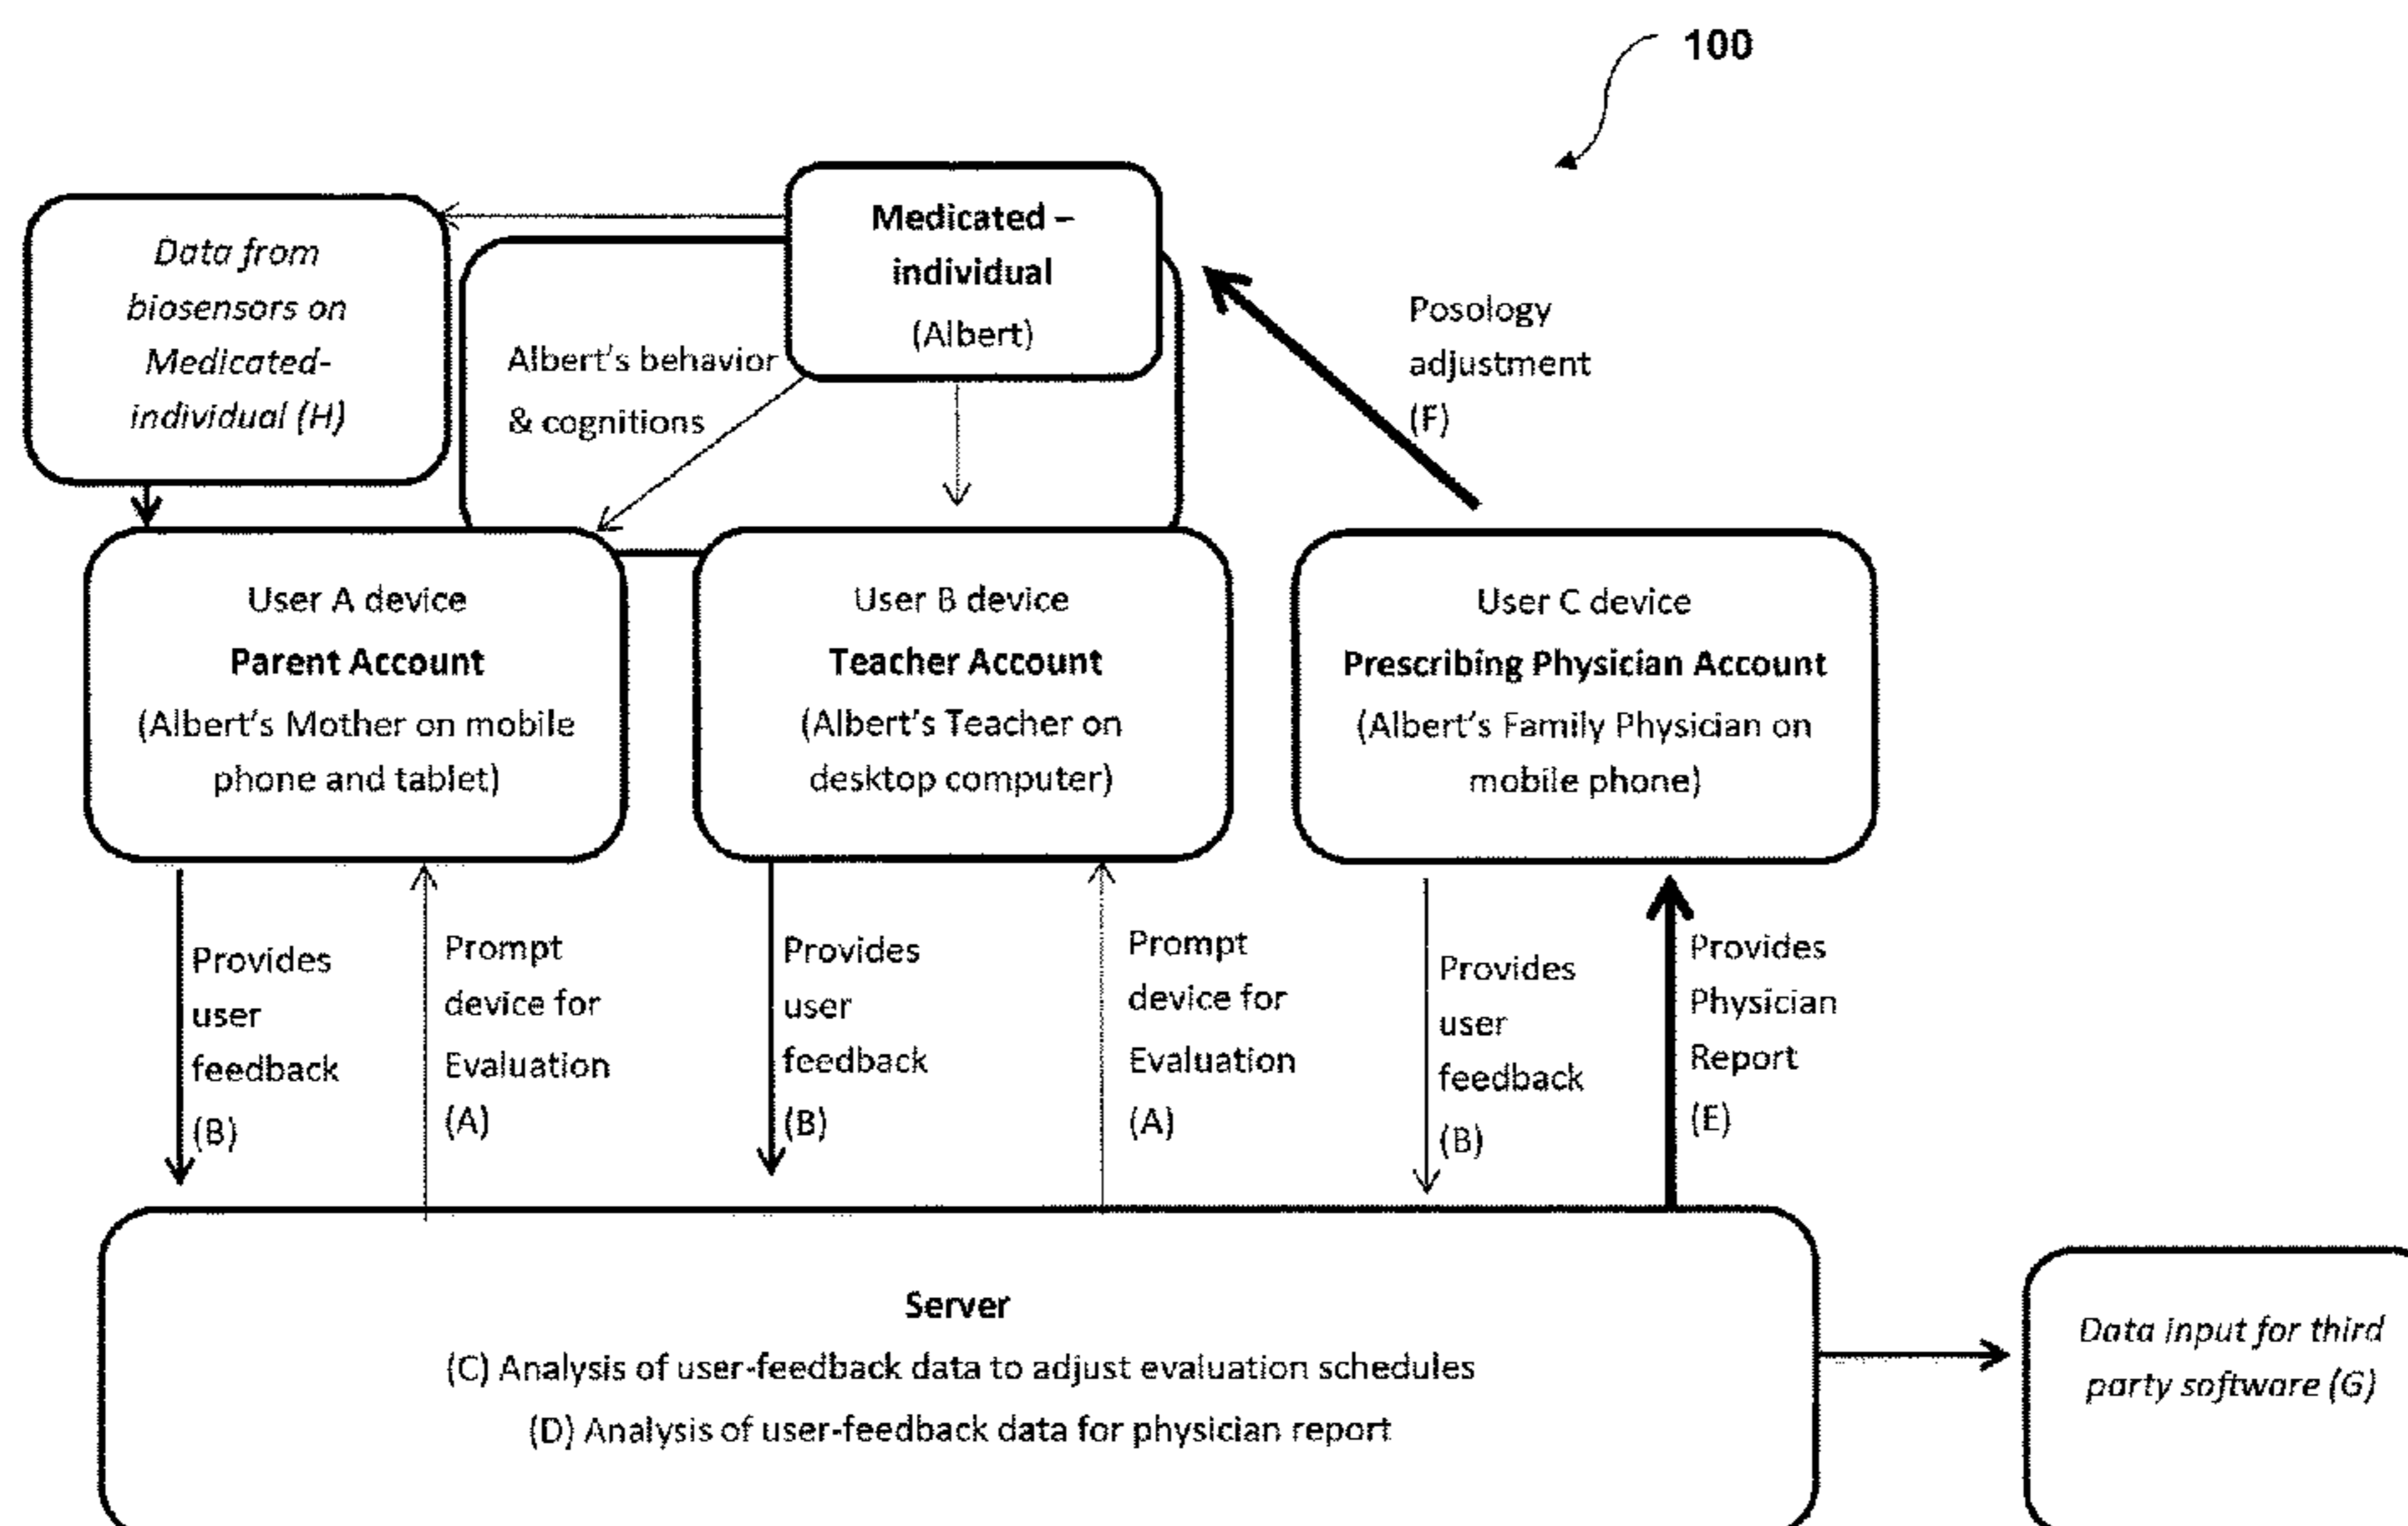 100
Data from
biosensors on
Medicated-
individual (H)
Medicated –
individual
(Albert)
Albert's behavior
& cognitions
Posology
adjustment
(F)
User A device
Parent Account
(Albert's Mother on mobile
phone and tablet)
User B device
Teacher Account
(Albert's Teacher on
desktop computer)
User C device
Prescribing Physician Account
(Albert's Family Physician on
mobile phone)
Provides
user
feedback
(B)
Prompt
device for
Evaluation
(A)
Provides
user
feedback
(B)
Prompt
device for
Evaluation
(A)
Provides
user
feedback
(B)
Provides
Physician
Report
(E)
Server
(C) Analysis of user-feedback data to adjust evaluation schedules
(D) Analysis of user-feedback data for physician report
Data input for third
party software (G)